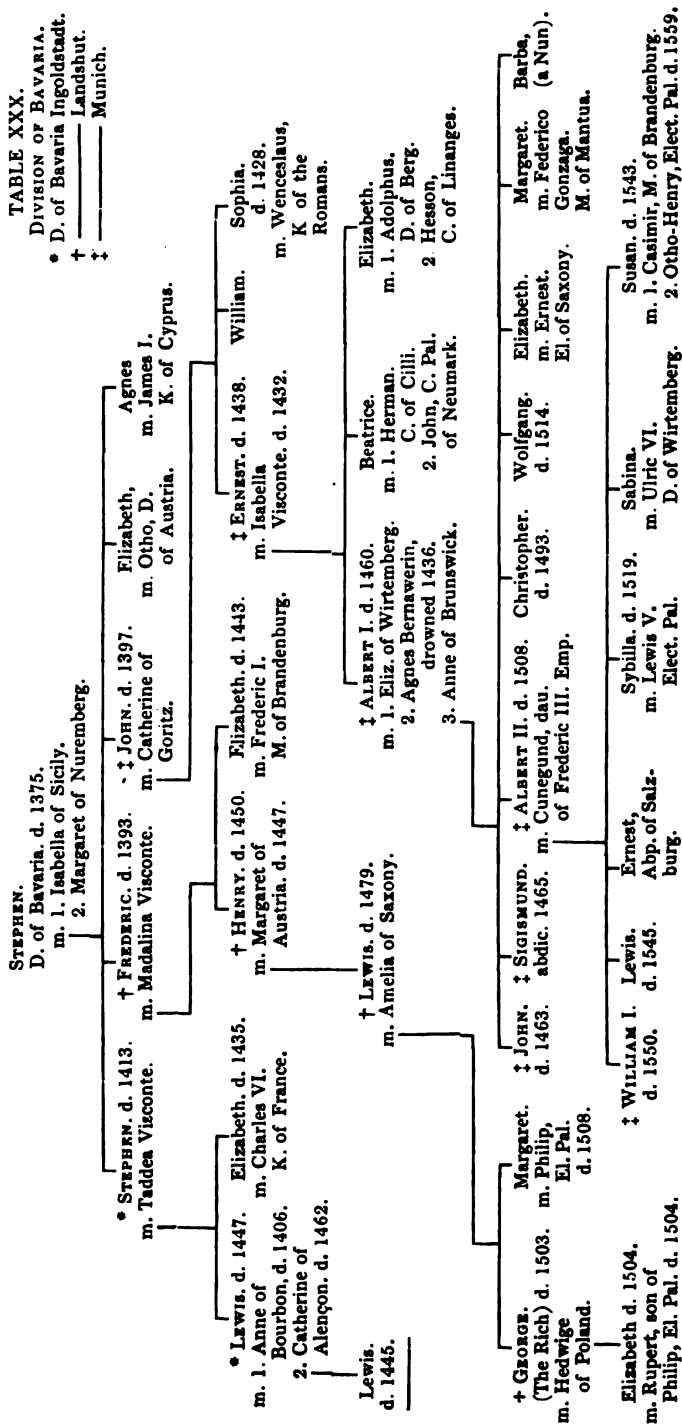 TABLE XXX.
DIVISION OF BAVARIA.
* D. of Bavaria Ingoldstadt.
† ——— Landshut.
‡ ——— Munich.
STEPHEN.
D. of Bavaria. d. 1375.
m. 1. Isabella of Sicily.
2. Margaret of Nuremberg.
* STEPHEN. d. 1413.
m. Taddea Visconte.
† FREDERIC. d. 1393.
m. Madalina Visconte.
‡ JOHN. d. 1397.
m. Catherine of
Goritz.
Elizabeth,
m. Otho, D.
of Austria.
Agnes
m. James I.
K. of Cyprus.
* LEWIS. d. 1447.
m. 1. Anne of
Bourbon, d. 1406.
2. Catherine of
Alençon. d. 1462.
Elizabeth. d. 1435.
m. Charles VI.
K. of France.
† HENRY. d. 1450.
m. Margaret of
Austria. d. 1447.
Elizabeth. d. 1443.
m. Frederic I.
M. of Brandenburg.
‡ ERNEST. d. 1438.
m. Isabella
Visconte. d. 1432.
William.
Sophia.
d. 1428.
m. Wenceslaus,
K of the
Romans.
Lewis.
d. 1445.
† LEWIS. d. 1479.
m. Amelia of Saxony.
‡ ALBERT I. d. 1460.
m. 1. Eliz. of Wirtemberg.
2. Agnes Bernawerin,
drowned 1436.
3. Anne of Brunswick.
Beatrice.
m. 1. Herman.
C. of Cilli.
2. John, C. Pal.
of Neumark.
Elizabeth.
m. 1. Adolphus,
D. of Berg.
2. Hesson,
C. of Linanges.
+ GEORGE.
(The Rich) d. 1503.
m. Hedwige
of Poland.
Margaret.
m. Philip,
El. Pal.
d. 1508.
‡ JOHN.
d. 1463.
‡ SIGISMUND.
abdic. 1465.
‡ ALBERT II. d. 1508.
m. Cunegund, dau.
of Frederic III. Emp.
Christopher.
d. 1493.
Wolfgang.
d. 1514.
Elizabeth.
m. Ernest.
El. of Saxony.
Margaret.
m. Federico
Gonzaga.
M. of Mantua.
Barba,
(a Nun).
Elizabeth d. 1504.
m. Rupert, son of
Philip, El. Pal. d. 1504.
‡ WILLIAM I.
d. 1550.
Lewis.
d. 1545.
Ernest,
Abp. of Salz-
burg.
Sybilla. d. 1519.
m. Lewis V.
Elect. Pal.
Sabina.
m. Ulric VI.
D. of Wirtemberg.
Susan. d. 1543.
m. 1. Casimir, M. of Brandenburg.
2. Otho-Henry, Elect. Pal. d. 1559.